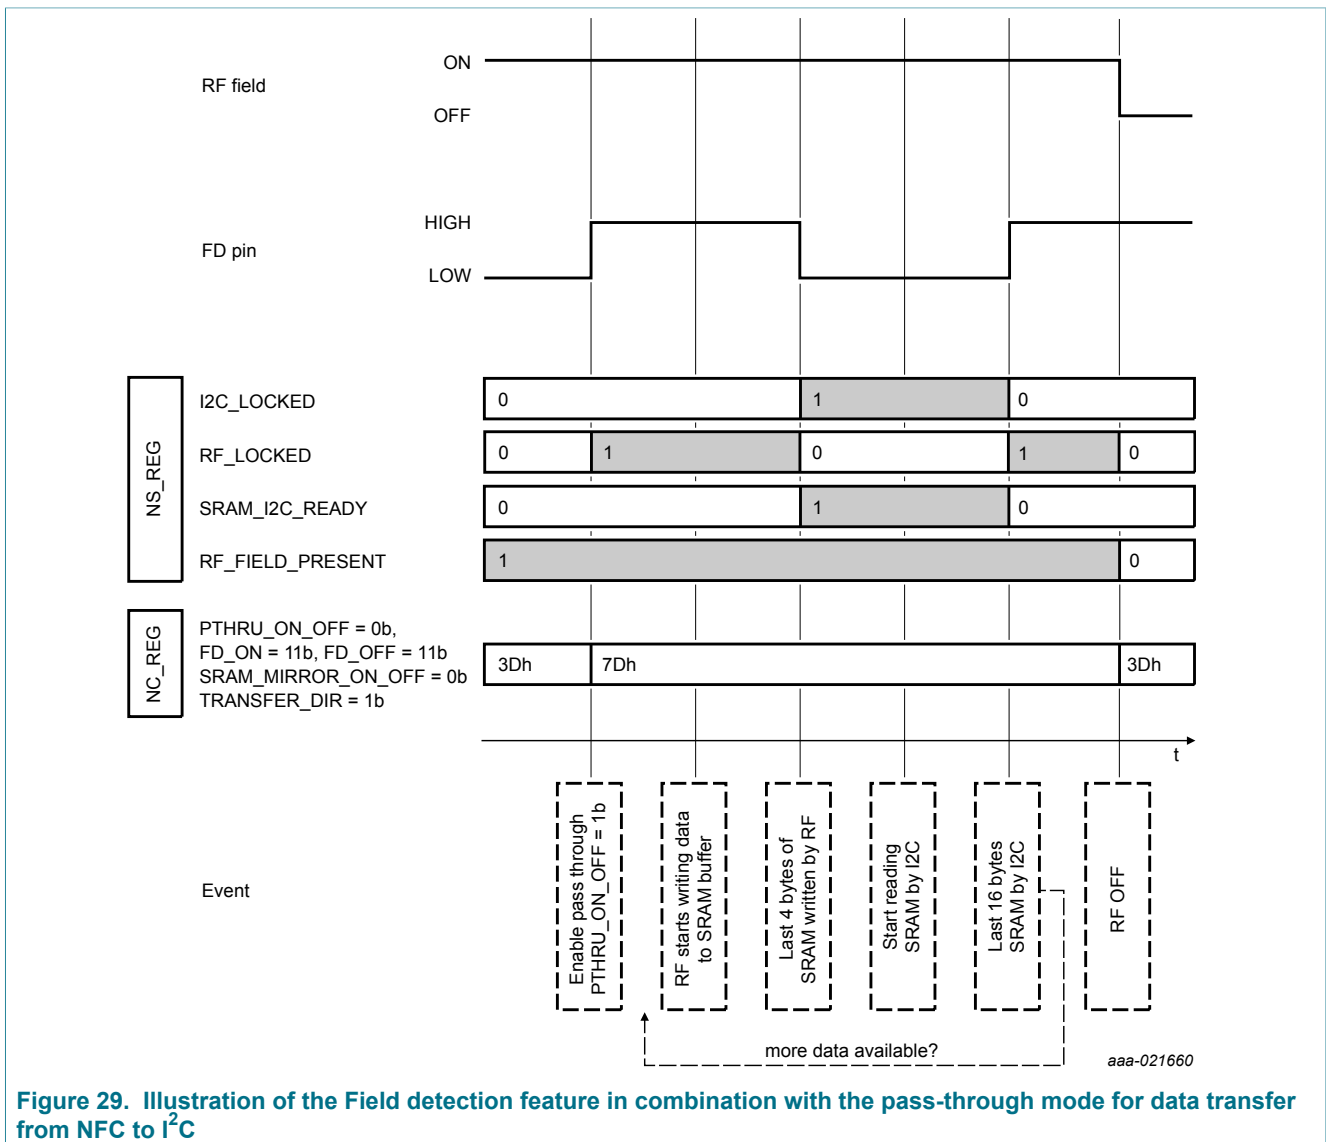 RF field
ON
OFF
FD pin
HIGH
LOW
NS_REG
I2C_LOCKED
0
1
0
RF_LOCKED
0
1
0
1
0
SRAM_I2C_READY
0
1
0
RF_FIELD_PRESENT
1
0
NC_REG
PTHRU_ON_OFF = 0b,
FD_ON = 11b, FD_OFF = 11b
SRAM_MIRROR_ON_OFF = 0b
TRANSFER_DIR = 1b
3Dh
7Dh
3Dh
t
Event
Enable pass through
PTHRU_ON_OFF = 1b
RF starts writing data
to SRAM buffer
Last 4 bytes of
SRAM written by RF
Start reading
SRAM by I2C
Last 16 bytes
SRAM by I2C
RF OFF
more data available?
aaa-021660
Figure 29. Illustration of the Field detection feature in combination with the pass-through mode for data transfer
from NFC to I²C